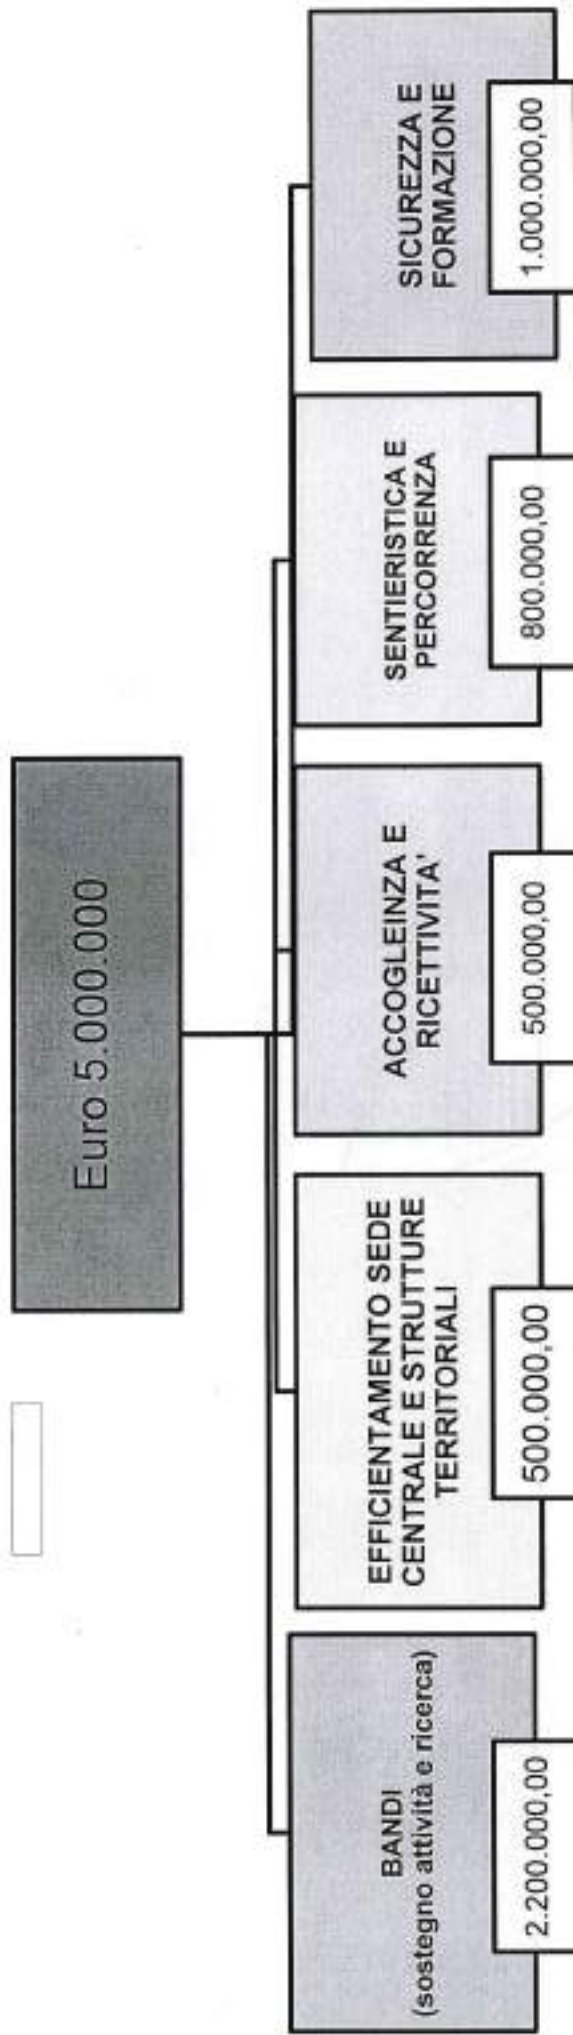 Euro 5.000.000
BANDI
(sostegno attività e ricerca)
2.200.000,00
EFFICIENTAMENTO SEDE
CENTRALE E STRUTTURE
TERRITORIALI
500.000,00
ACCOGLEINZA E
RICETTIVITA'
500.000,00
SENTIERISTICA E
PERCORRENZA
800.000,00
SICUREZZA E
FORMAZIONE
1.000.000,00